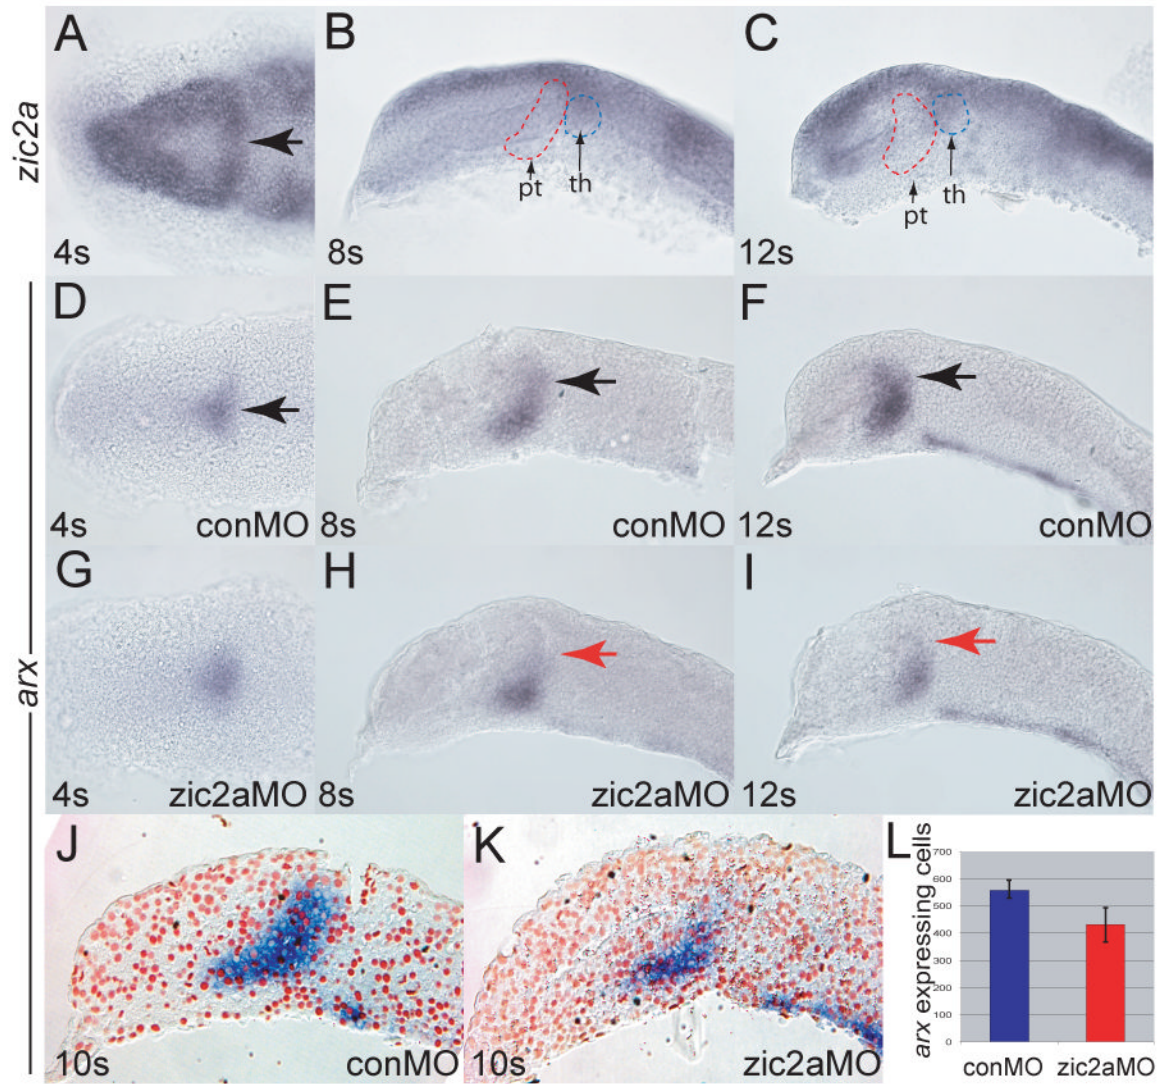 A
B
C
zic2a
pt
th
pt
th
4s
8s
12s
D
E
F
4s
conMO
8s
conMO
12s
conMO
G
H
I
arx
4s
zic2aMO
8s
zic2aMO
12s
zic2aMO
J
K
L
10s
conMO
10s
zic2aMO
arx expressing cells
700
600
500
400
300
200
100
0
conMO
zic2aMO